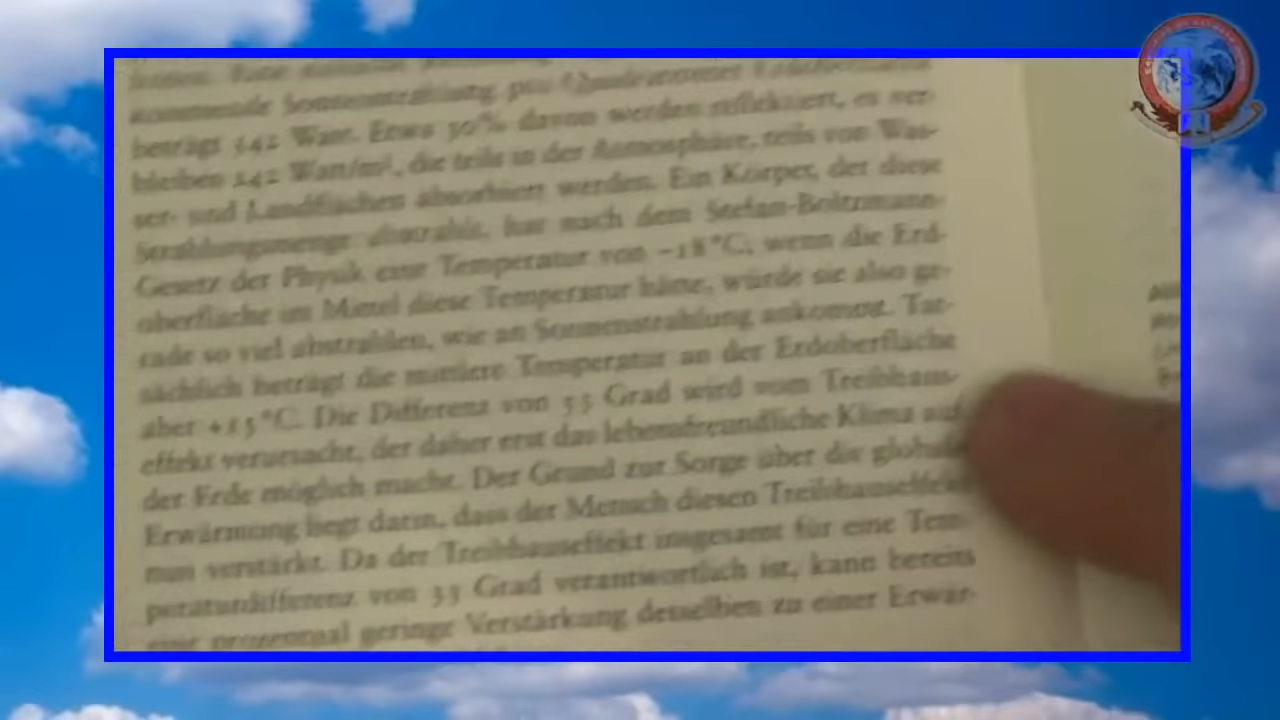 kommende Sonnenstrahlung pro Quadratmeter
beträgt 342 Watt. Etwa 30% davon werden reflektiert, es ver-
bleiben 242 Watt/m², die teils in der Atmosphäre, teils von Was-
ser- und Landflächen absorbiert werden. Ein Körper, der diese
Strahlungsmenge abstrahlt, hat nach dem Stefan-Boltzmann-
Gesetz der Physik eine Temperatur von –18°C; wenn die Erd-
oberfläche im Mittel diese Temperatur hätte, würde sie also ge-
rade so viel abstrahlen, wie an Sonnenstrahlung ankommt. Tat-
sächlich beträgt die mittlere Temperatur an der Erdoberfläche
aber +15°C. Die Differenz von 33 Grad wird vom Treibhaus-
effekt verursacht, der daher erst das lebensfreundliche Klima auf
der Erde möglich macht. Der Grund zur Sorge über die globale
Erwärmung liegt darin, dass der Mensch diesen Treibhauseffekt
nun verstärkt. Da der Treibhauseffekt insgesamt für eine Tem-
peraturdifferenz von 33 Grad verantwortlich ist, kann bereits
eine prozentual geringe Verstärkung desselben zu einer Erwär-